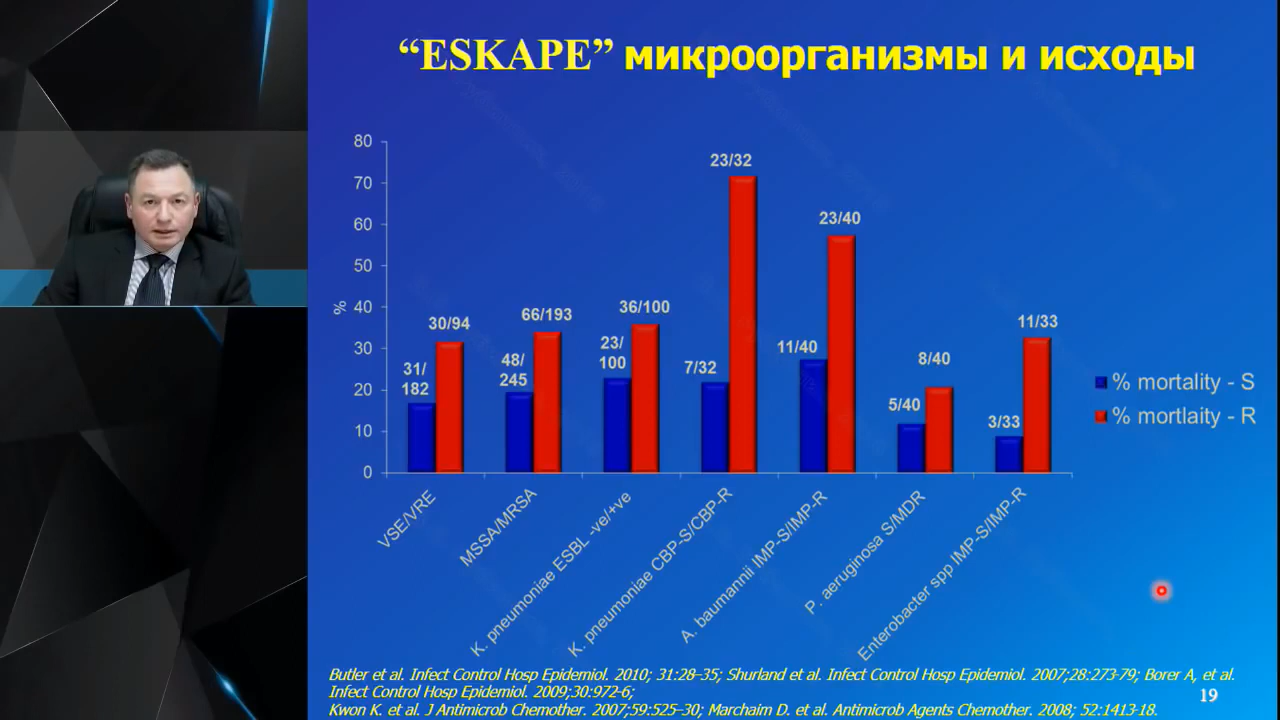 “ESKAPE” микроорганизмы и исходы
80
70
60
50
40
30
20
10
0
%
31/
182
30/94
48/
245
66/193
23/
100
36/100
7/32
23/32
11/40
23/40
5/40
8/40
3/33
11/33
VSE/VRE
MSSA/MRSA
K. pneumoniae ESBL -ve/+ve
K. pneumoniae CBP-S/CBP-R
A. baumannii IMP-S/IMP-R
P. aeruginosa S/MDR
Enterobacter spp IMP-S/IMP-R
% mortality - S
% mortlaity - R
Butler et al. Infect Control Hosp Epidemiol. 2010; 31:28–35; Shurland et al. Infect Control Hosp Epidemiol. 2007;28:273-79; Borer A, et al.
Infect Control Hosp Epidemiol. 2009;30:972-6;
Kwon K. et al. J Antimicrob Chemother. 2007;59:525–30; Marchaim D. et al. Antimicrob Agents Chemother. 2008; 52:1413-18.
19